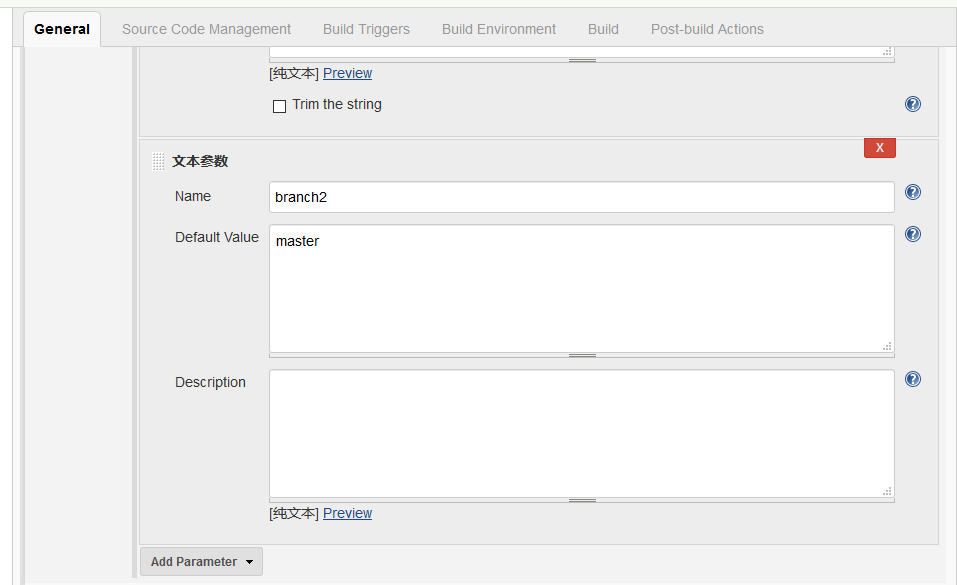 General Source Code Management Build Triggers Build Environment Build Post-build Actions
[纯文本] Preview
Trim the string
X
文本参数
Name branch2
Default Value master
Description
[纯文本] Preview
Add Parameter